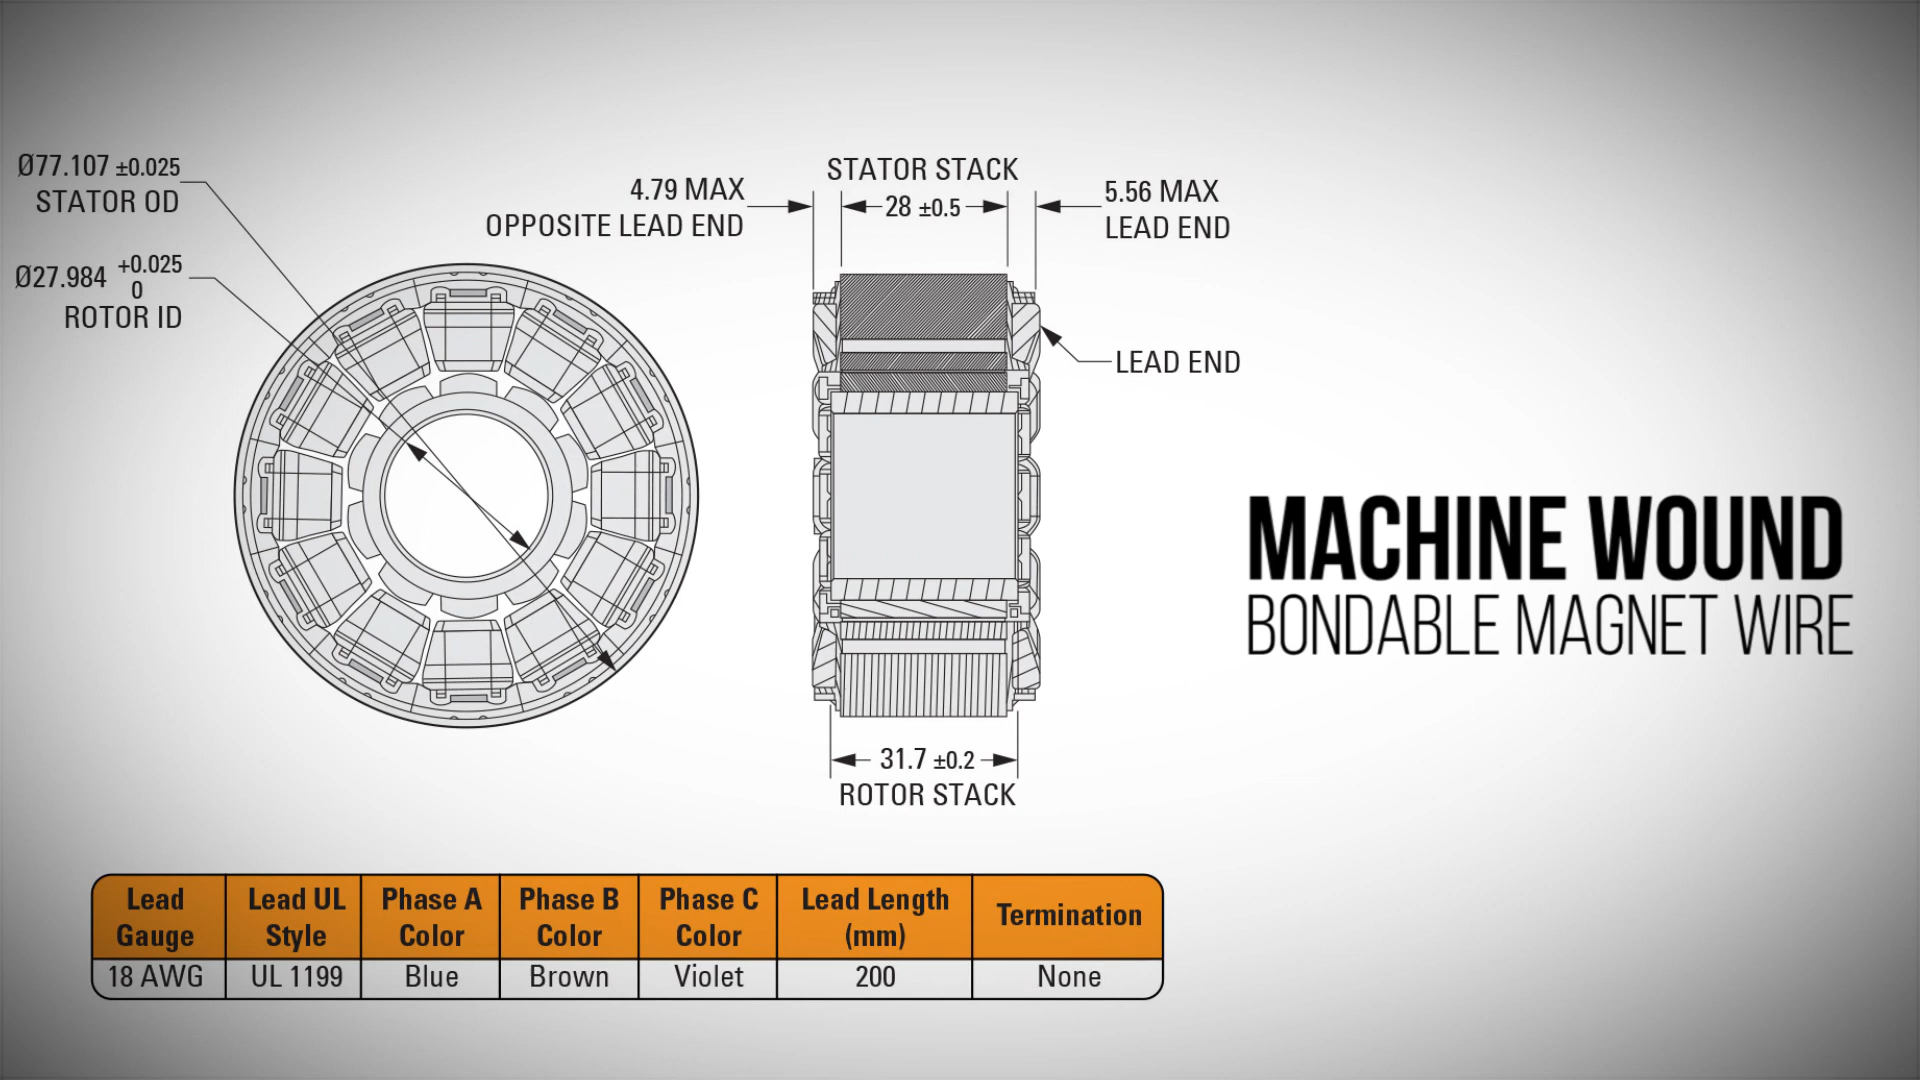 Ø77.107 ±0.025
STATOR OD
Ø27.984 +0.025
0
ROTOR ID
4.79 MAX
OPPOSITE LEAD END
STATOR STACK
28 ±0.5
5.56 MAX
LEAD END
LEAD END
31.7 ±0.2
ROTOR STACK
MACHINE WOUND
BONDABLE MAGNET WIRE
Lead Gauge Lead UL Style Phase A Color Phase B Color Phase C Color Lead Length (mm) Termination
18 AWG UL 1199 Blue Brown Violet 200 None